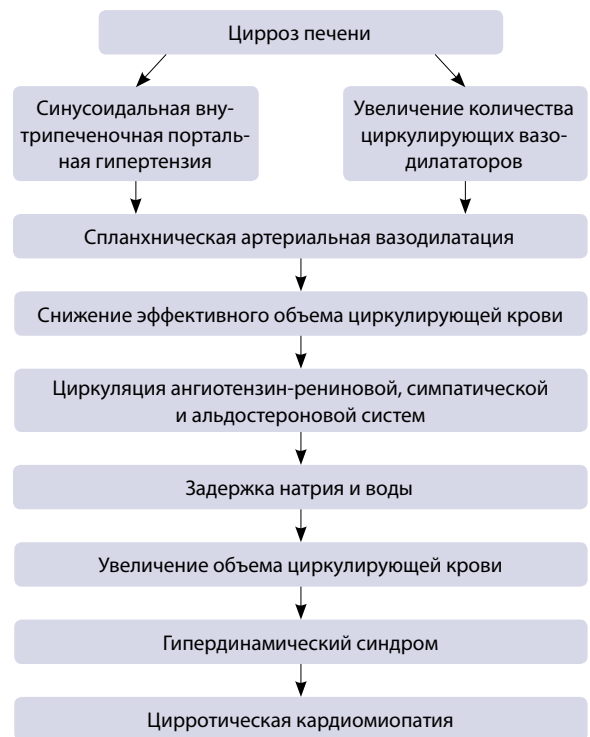 Цирроз печени
Синусоидальная вну-
трипеченочная порталь-
ная гипертензия
Увеличение количества
циркулирующих вазо-
дилататоров
Спланхническая артериальная вазодилатация
Снижение эффективного объема циркулирующей крови
Циркуляция ангиотензин-рениновой, симпатической
и альдостероновой систем
Задержка натрия и воды
Увеличение объема циркулирующей крови
Гипердинамический синдром
Цирротическая кардиомиопатия